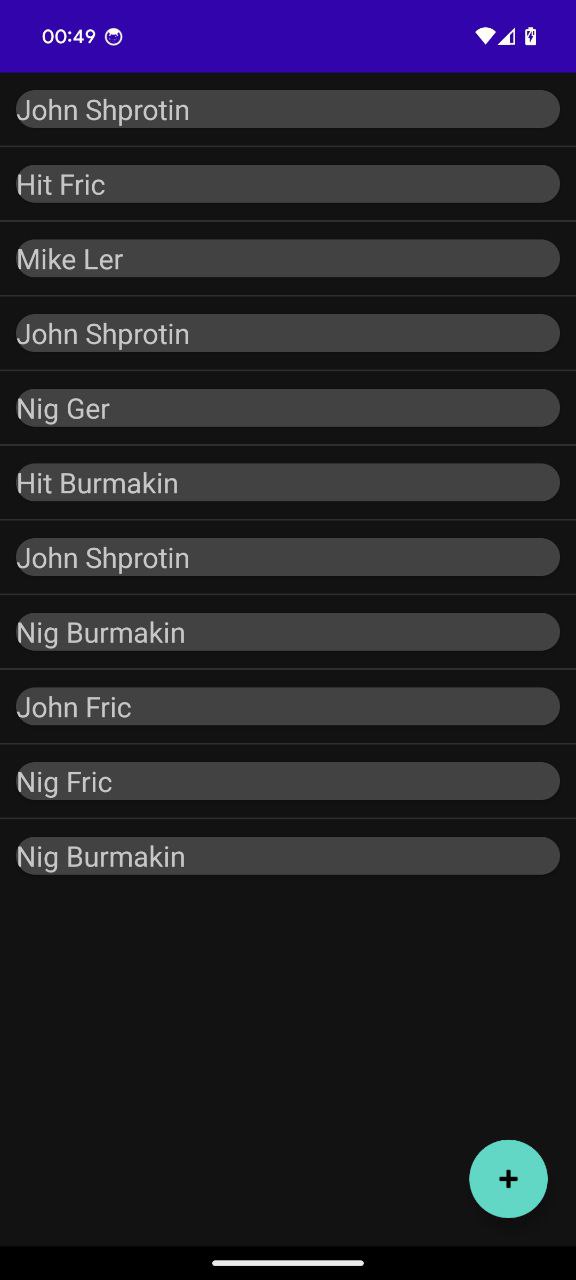 00:49
John Shprotin
Hit Fric
Mike Ler
John Shprotin
Nig Ger
Hit Burmakin
John Shprotin
Nig Burmakin
John Fric
Nig Fric
Nig Burmakin
+